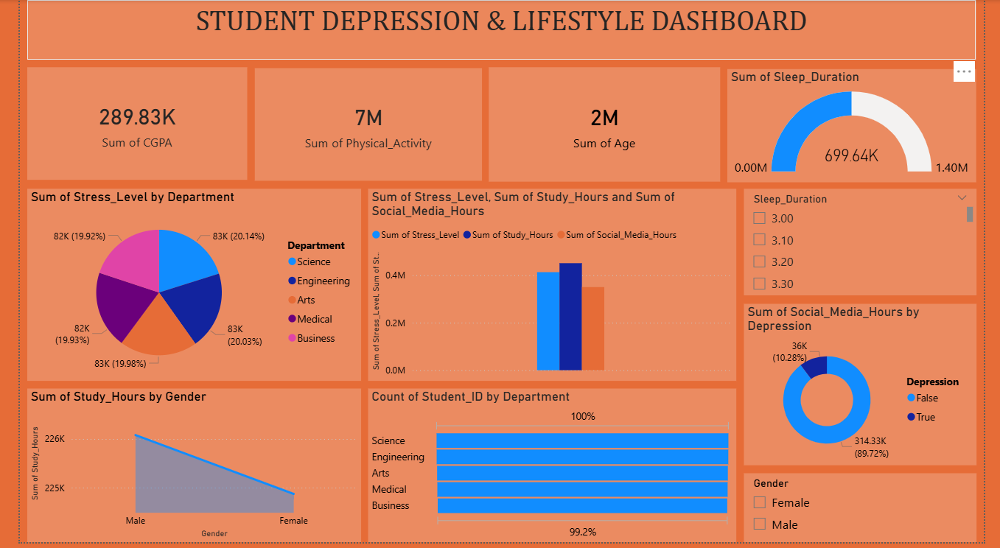 STUDENT DEPRESSION & LIFESTYLE DASHBOARD
289.83K
Sum of CGPA
7M
Sum of Physical_Activity
2M
Sum of Age
Sum of Sleep_Duration
699.64K
0.00M
1.40M
Sum of Stress_Level by Department
82K (19.92%)
83K (20.14%)
82K
(19.93%)
83K
(20.03%)
83K (19.98%)
Department
Science
Engineering
Arts
Medical
Business
Sum of Stress_Level, Sum of Study_Hours and Sum of
Social_Media_Hours
Sum of Stress_Level Sum of Study_Hours Sum of Social_Media_Hours
Sum of Stress_Level, Sum of St...
0.4M
0.2M
0.0M
Sleep_Duration
3.00
3.10
3.20
3.30
Sum of Social_Media_Hours by
Depression
36K
(10.28%)
314.33K
(89.72%)
Depression
False
True
Sum of Study_Hours by Gender
Sum of Study_Hours
226K
225K
Male
Female
Gender
Count of Student_ID by Department
100%
Science
Engineering
Arts
Medical
Business
99.2%
Gender
Female
Male